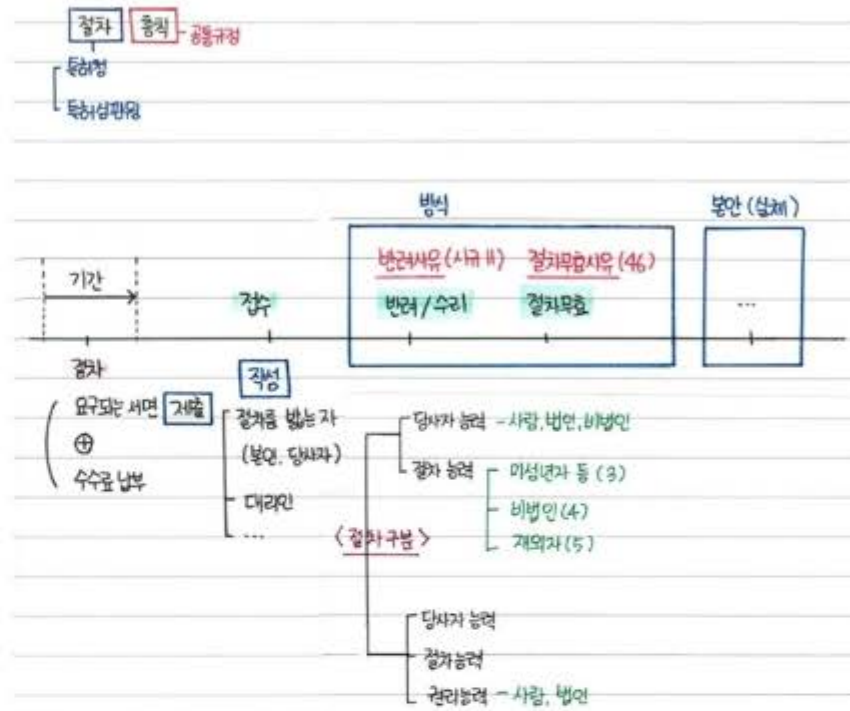 절차 총칙 - 공통규정
특허청
특허심판원
방식 본안 (실체)
반려사유 (시규 11) 절차무효사유 (46)
기간 접수 반려/수리 절차무효 ...
절차 작성
요구되는 서면 제출
⊕
수수료 납부
절차를 밟는 자
(본인, 당사자)
대리인
...
<절차 구분>
당사자 능력 - 사람, 법인, 비법인
절차 능력
미성년자 등 (3)
비법인 (4)
재외자 (5)
당사자 능력
절차능력
권리능력 - 사람, 법인